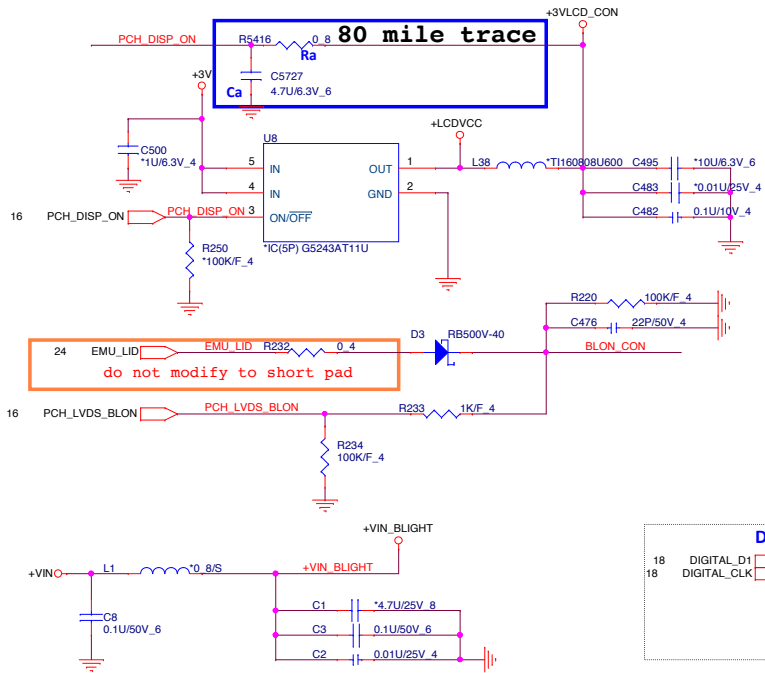 +3VLCD_CON
PCH_DISP_ON
R5416
0_8
80 mile trace
Ra
C5727
4.7U/6.3V_6
Ca
+3V
C500
*1U/6.3V_4
U8
+LCDVCC
5
IN
OUT
1
L38
*TI160808U600
C495
*10U/6.3V_6
4
IN
GND
2
C483
*0.01U/25V_4
16
PCH_DISP_ON
PCH_DISP_ON
3
ON/OFF
C482
0.1U/10V_4
*IC(5P) G5243AT11U
R250
*100K/F_4
R220
100K/F_4
C476
22P/50V_4
D3
RB500V-40
24
EMU_LID
EMU_LID
R232
0_4
BLON_CON
do not modify to short pad
16
PCH_LVDS_BLON
PCH_LVDS_BLON
R233
1K/F_4
R234
100K/F_4
+VIN_BLIGHT
+VIN
L1
*0_8/S
+VIN_BLIGHT
D
18
DIGITAL_D1
18
DIGITAL_CLK
C8
0.1U/50V_6
C1
*4.7U/25V_8
C3
0.1U/50V_6
C2
0.01U/25V_4